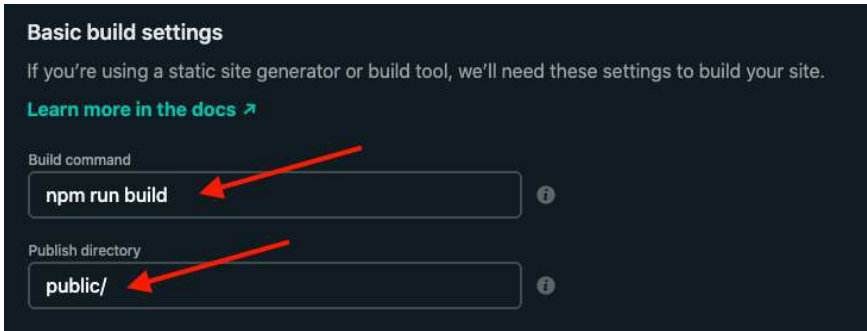 Basic build settings
If you’re using a static site generator or build tool, we’ll need these settings to build your site.
Learn more in the docs ↗
Build command
npm run build
Publish directory
public/